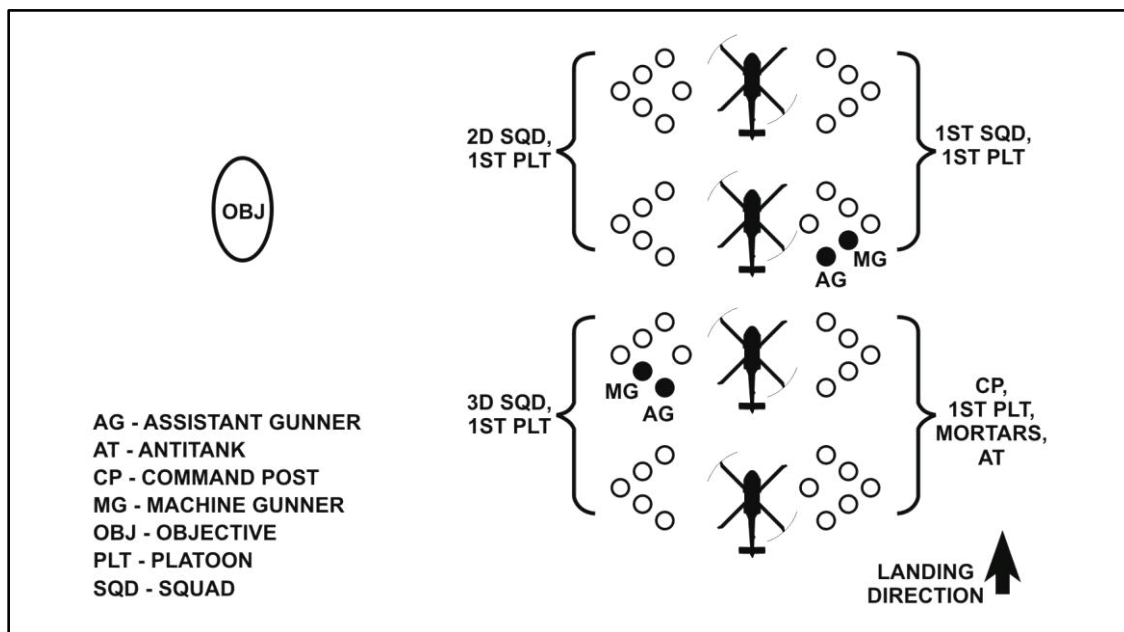 2D SQD,
1ST PLT
1ST SQD,
1ST PLT
OBJ
MG
AG
MG
AG
3D SQD,
1ST PLT
CP,
1ST PLT,
MORTARS,
AT
AG - ASSISTANT GUNNER
AT - ANTITANK
CP - COMMAND POST
MG - MACHINE GUNNER
OBJ - OBJECTIVE
PLT - PLATOON
SQD - SQUAD
LANDING
DIRECTION